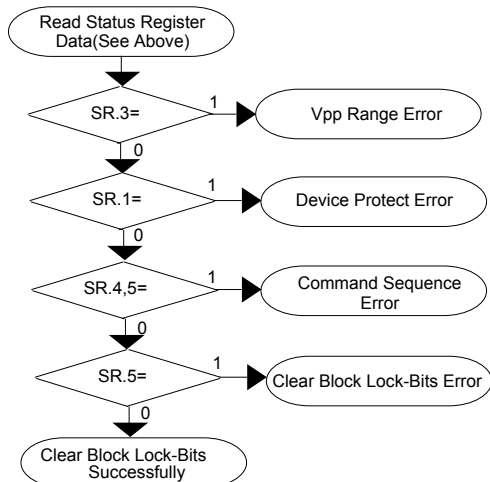 Read Status Register
Data(See Above)
SR.3=
1
Vpp Range Error
0
SR.1=
1
Device Protect Error
0
SR.4,5=
1
Command Sequence
Error
0
SR.5=
1
Clear Block Lock-Bits Error
0
Clear Block Lock-Bits
Successfully